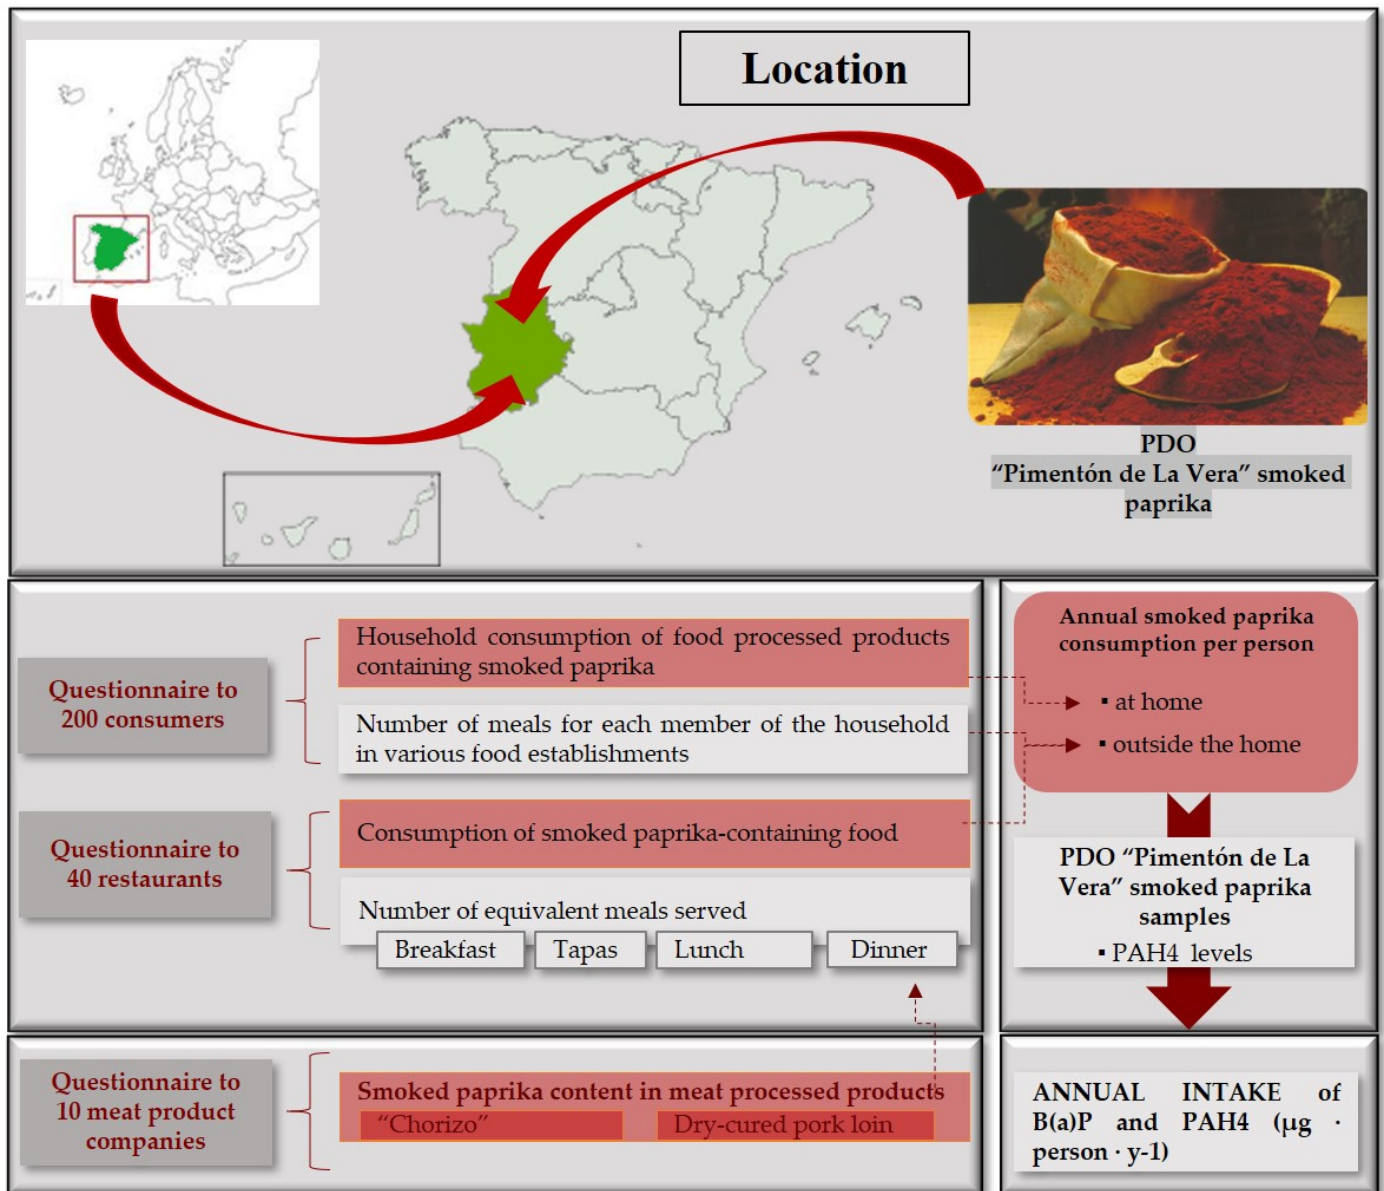 Location
PDO
“Pimentón de La Vera” smoked
paprika
Questionnaire to
200 consumers
Household consumption of food processed products
containing smoked paprika
Number of meals for each member of the household
in various food establishments
Questionnaire to
40 restaurants
Consumption of smoked paprika-containing food
Number of equivalent meals served
Breakfast
Tapas
Lunch
Dinner
Questionnaire to
10 meat product
companies
Smoked paprika content in meat processed products
“Chorizo”
Dry-cured pork loin
Annual smoked paprika
consumption per person
▪ at home
▪ outside the home
PDO “Pimentón de La
Vera” smoked paprika
samples
▪ PAH4 levels
ANNUAL INTAKE of
B(a)P and PAH4 (µg ·
person · y-1)